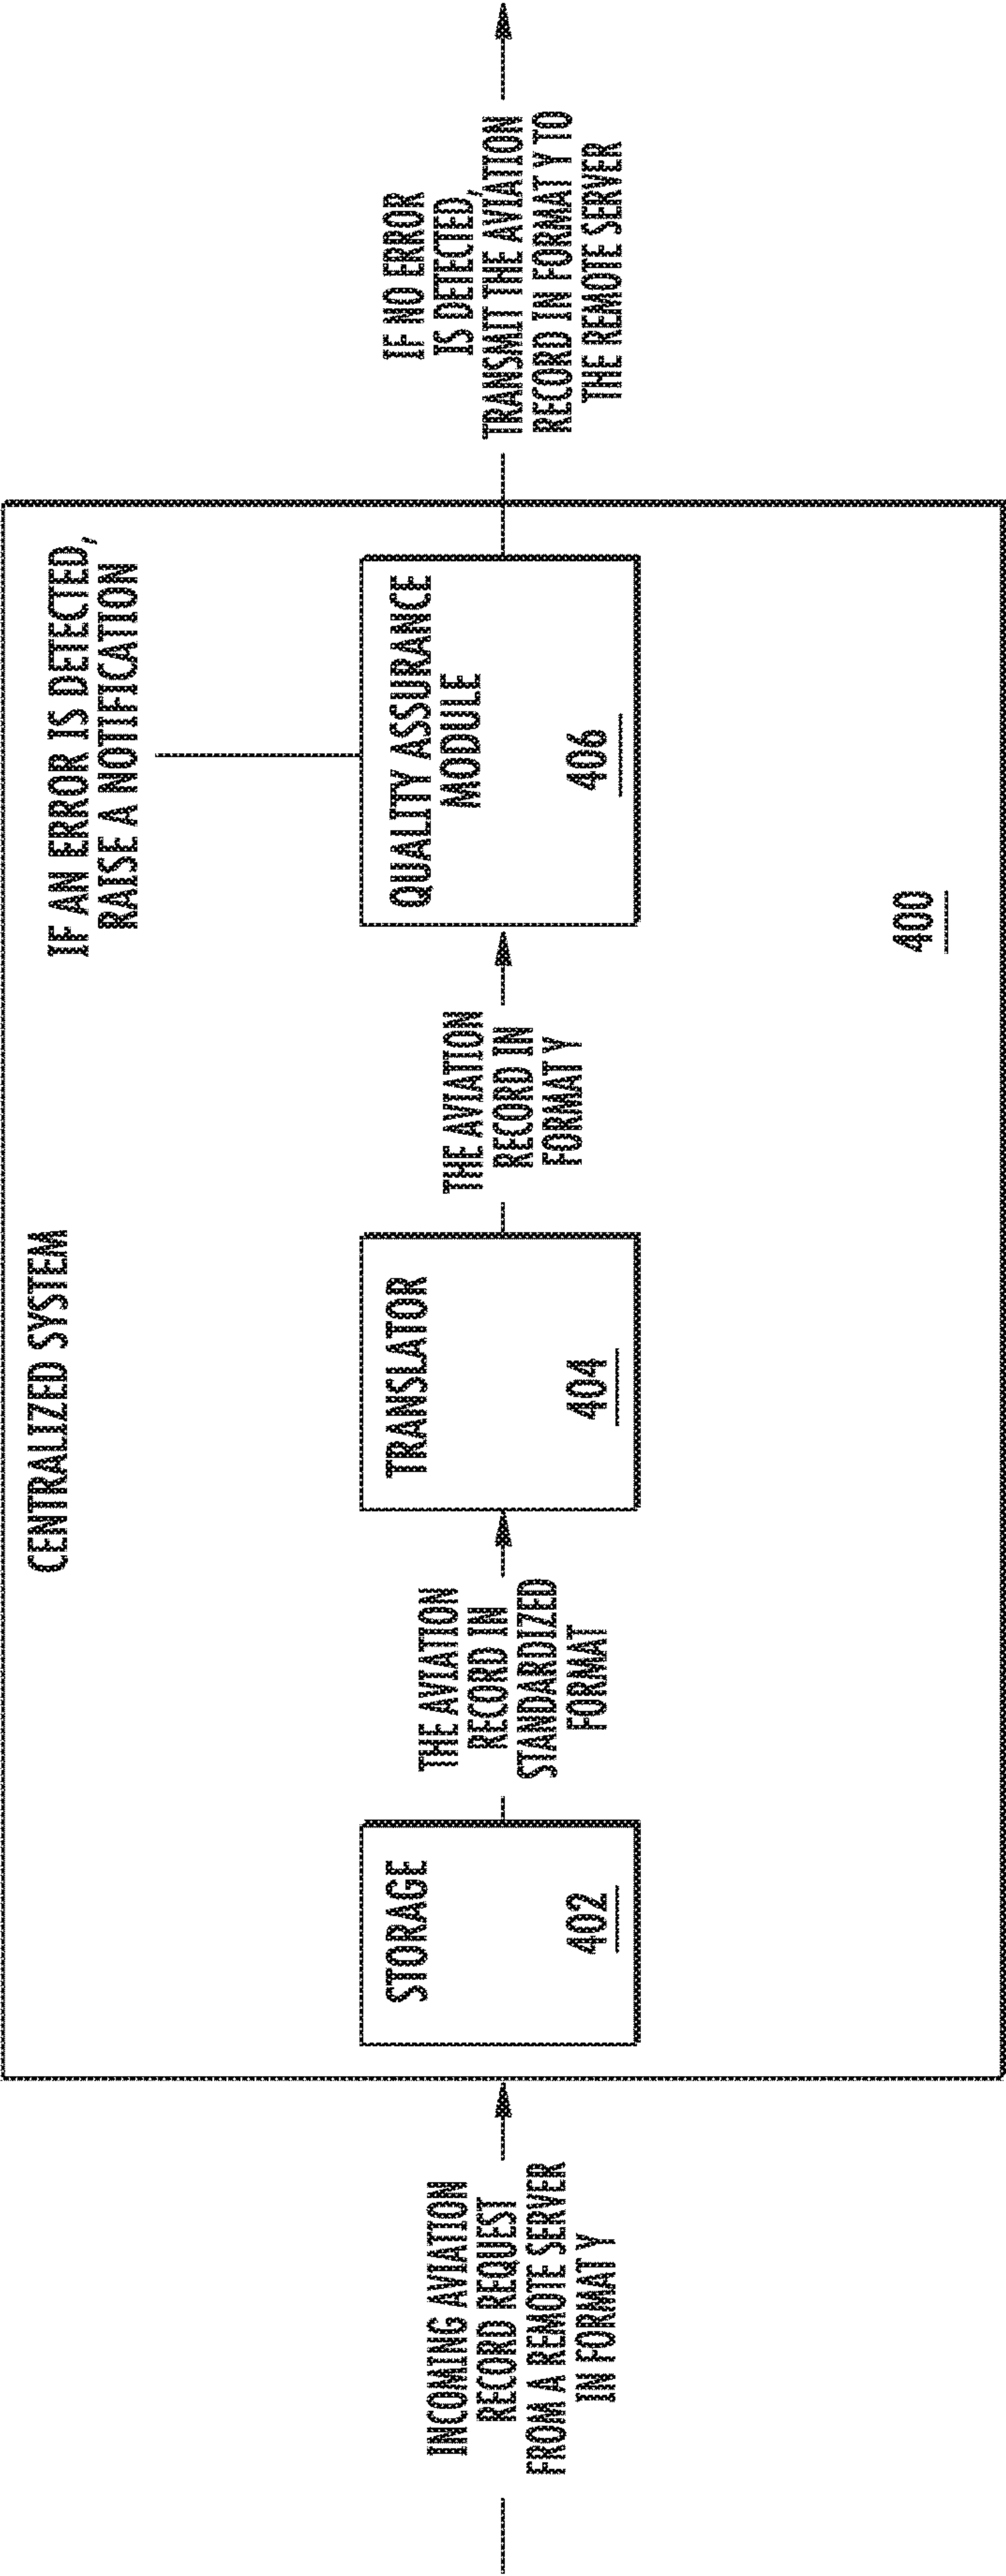 INCOMING AVIATION
RECORD REQUEST
FROM A REMOTE SERVER
IN FORMAT Y
CENTRALIZED SYSTEM
STORAGE
402
THE AVIATION
RECORD IN
STANDARDIZED
FORMAT
TRANSLATOR
404
THE AVIATION
RECORD IN
FORMAT Y
IF AN ERROR IS DETECTED,
RAISE A NOTIFICATION
QUALITY ASSURANCE
MODULE
406
400
IF NO ERROR
IS DETECTED,
TRANSMIT THE AVIATION
RECORD IN FORMAT Y TO
THE REMOTE SERVER